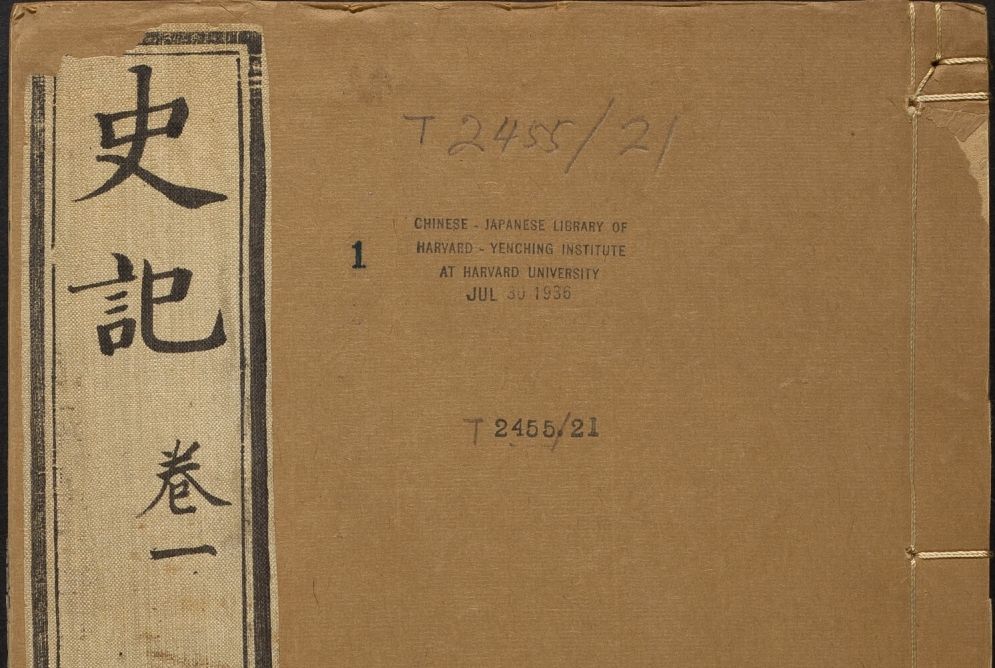 史記
卷一
T 2455/21
1
CHINESE - JAPANESE LIBRARY OF
HARVARD - YENCHING INSTITUTE
AT HARVARD UNIVERSITY
JUL 30 1936
T 2455/21